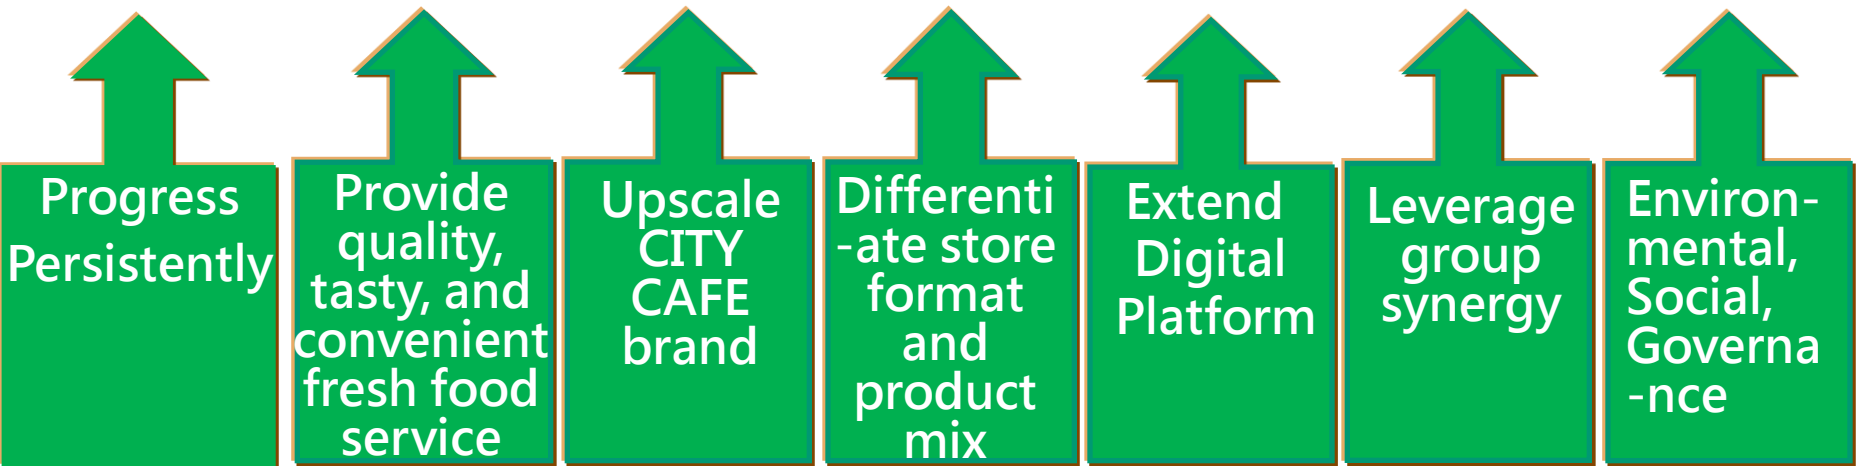 Progress
Persistently
Provide
quality,
tasty, and
convenient
fresh food
service
Upscale
CITY
CAFE
brand
Differenti
-ate store
format
and
product
mix
Extend
Digital
Platform
Leverage
group
synergy
Environ-
mental,
Social,
Governa
-nce